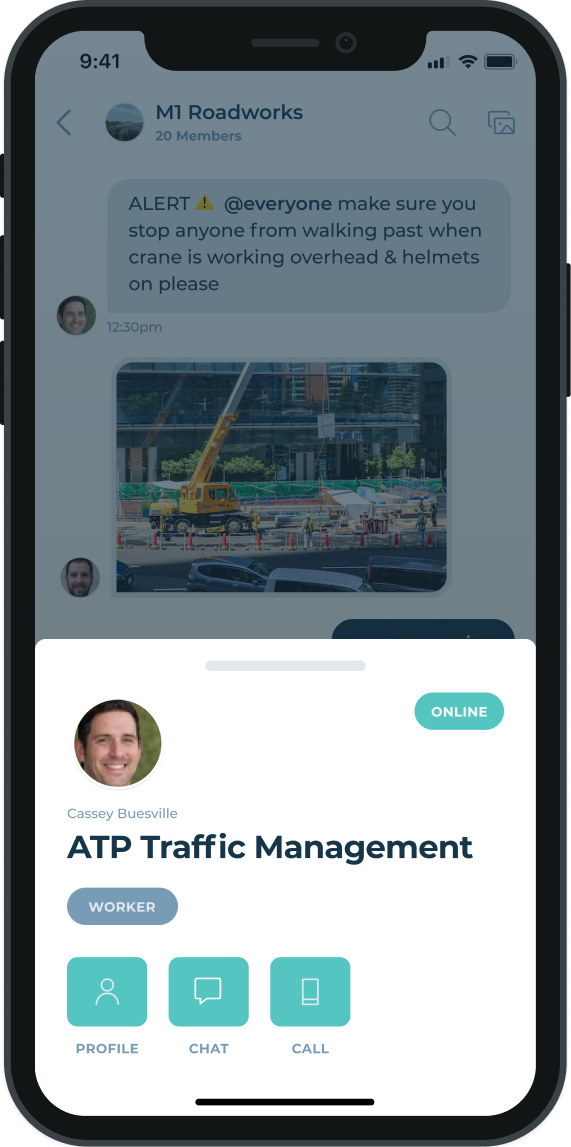 9:41
M1 Roadworks
20 Members
ALERT ⚠️ @everyone make sure you
stop anyone from walking past when
crane is working overhead & helmets
on please
12:30pm
ONLINE
Cassey Buesville
ATP Traffic Management
WORKER
PROFILE CHAT CALL